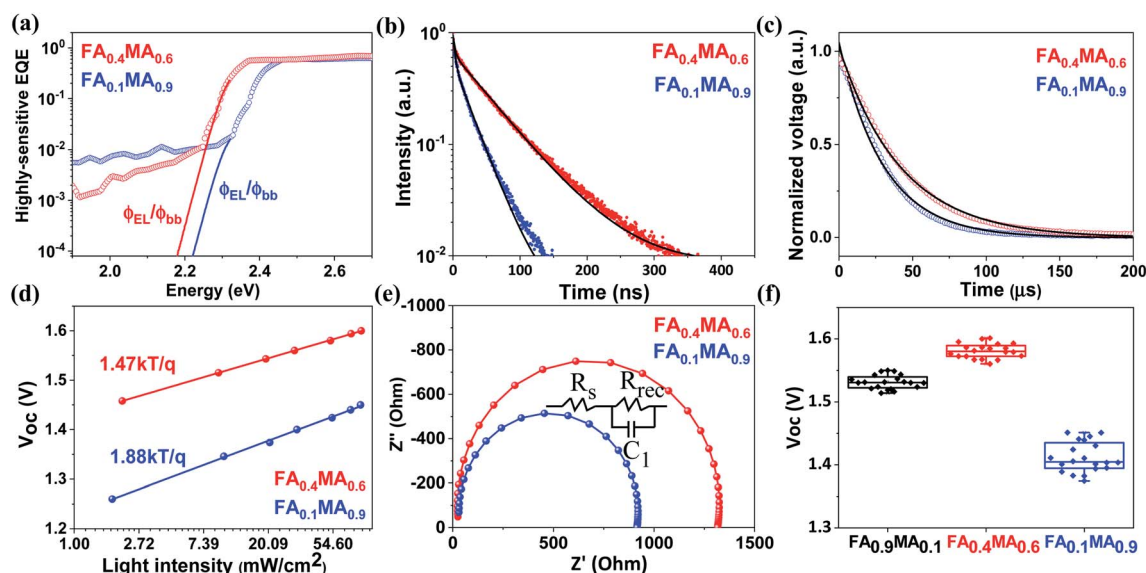 (a)
FA0.4MA0.6
FA0.1MA0.9
ϕEL/ϕbb
ϕEL/ϕbb
Highly-sensitive EQE
10^0
10^-1
10^-2
10^-3
10^-4
2.0 2.2 2.4 2.6
Energy (eV)
(b)
FA0.4MA0.6
FA0.1MA0.9
Intensity (a.u.)
10^0
10^-1
10^-2
0 100 200 300 400 500
Time (ns)
(c)
FA0.4MA0.6
FA0.1MA0.9
Normalized voltage (a.u.)
1.0
0.5
0.0
0 50 100 150 200
Time (μs)
(d)
1.47kT/q
1.88kT/q
FA0.4MA0.6
FA0.1MA0.9
Voc (V)
1.6
1.5
1.4
1.3
1.2
1.00 2.72 7.39 20.09 54.60
Light intensity (mW/cm²)
(e)
FA0.4MA0.6
FA0.1MA0.9
Rs Rrec
C1
Z'' (Ohm)
-1000
-800
-600
-400
-200
0
0 500 1000 1500
Z' (Ohm)
(f)
Voc (V)
1.6
1.5
1.4
1.3
FA0.9MA0.1 FA0.4MA0.6 FA0.1MA0.9